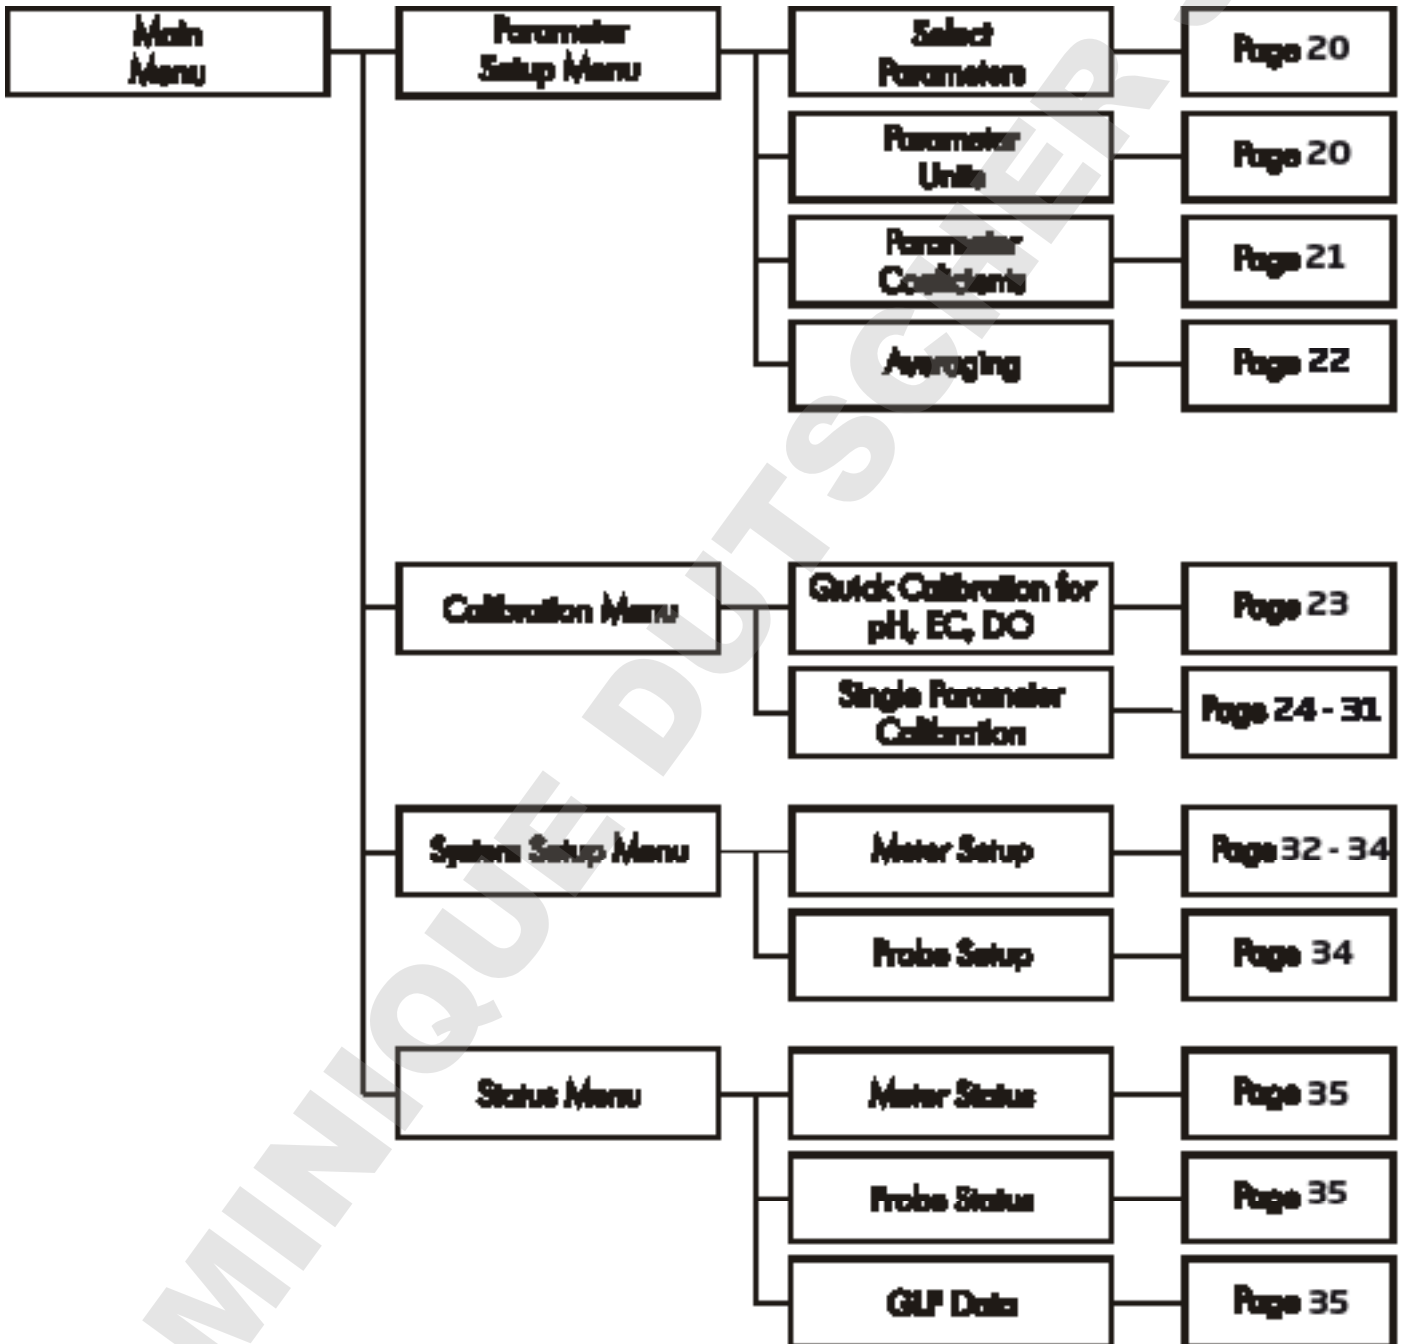 Main
Menu
Parameter
Setup Menu
Select
Parameters
Page 20
Parameter
Units
Page 20
Parameter
Coefficients
Page 21
Averaging
Page 22
Calibration Menu
Quick Calibration for
pH, EC, DO
Page 23
Single Parameter
Calibration
Page 24 - 31
System Setup Menu
Meter Setup
Page 32 - 34
Probe Setup
Page 34
Status Menu
Meter Status
Page 35
Probe Status
Page 35
GLP Data
Page 35
MINIQUE DUTSCHER